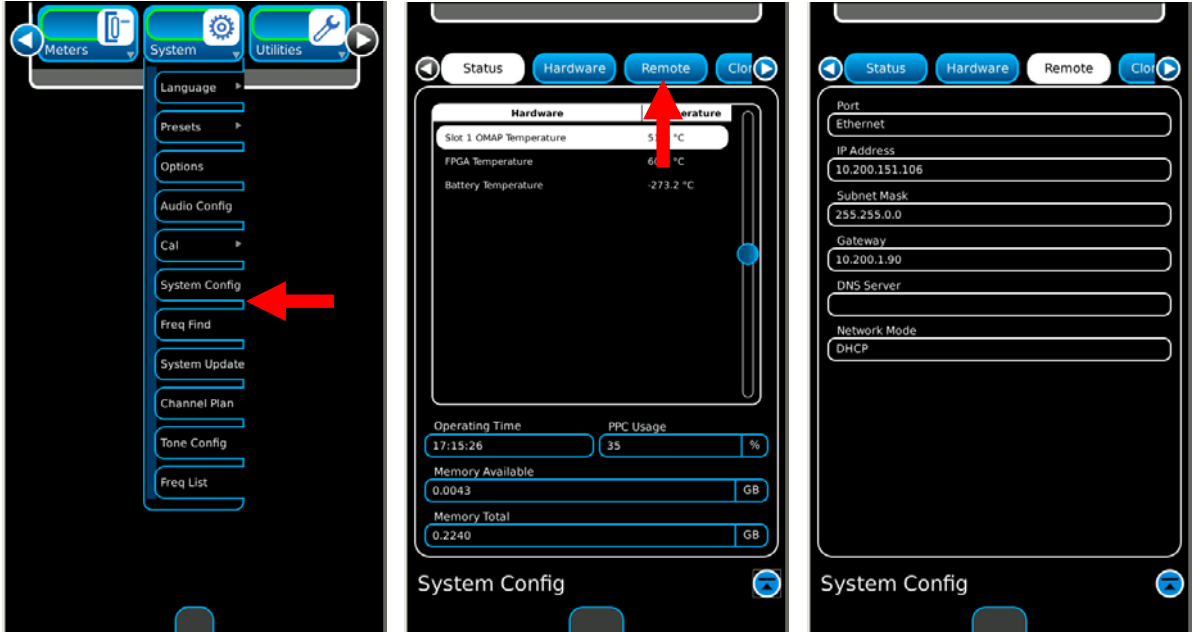 Meters
System
Utilities
Language
Presets
Options
Audio Config
Cal
System Config
Freq Find
System Update
Channel Plan
Tone Config
Freq List
Status Hardware Remote
Hardware erature
Slot 1 OMAP Temperature °C
FPGA Temperature °C
Battery Temperature -273.2 °C
Operating Time PPC Usage
17:15:26 35 %
Memory Available
0.0043 GB
Memory Total
0.2240 GB
System Config
Status Hardware Remote
Port
Ethernet
IP Address
10.200.151.106
Subnet Mask
255.255.0.0
Gateway
10.200.1.90
DNS Server
Network Mode
DHCP
System Config